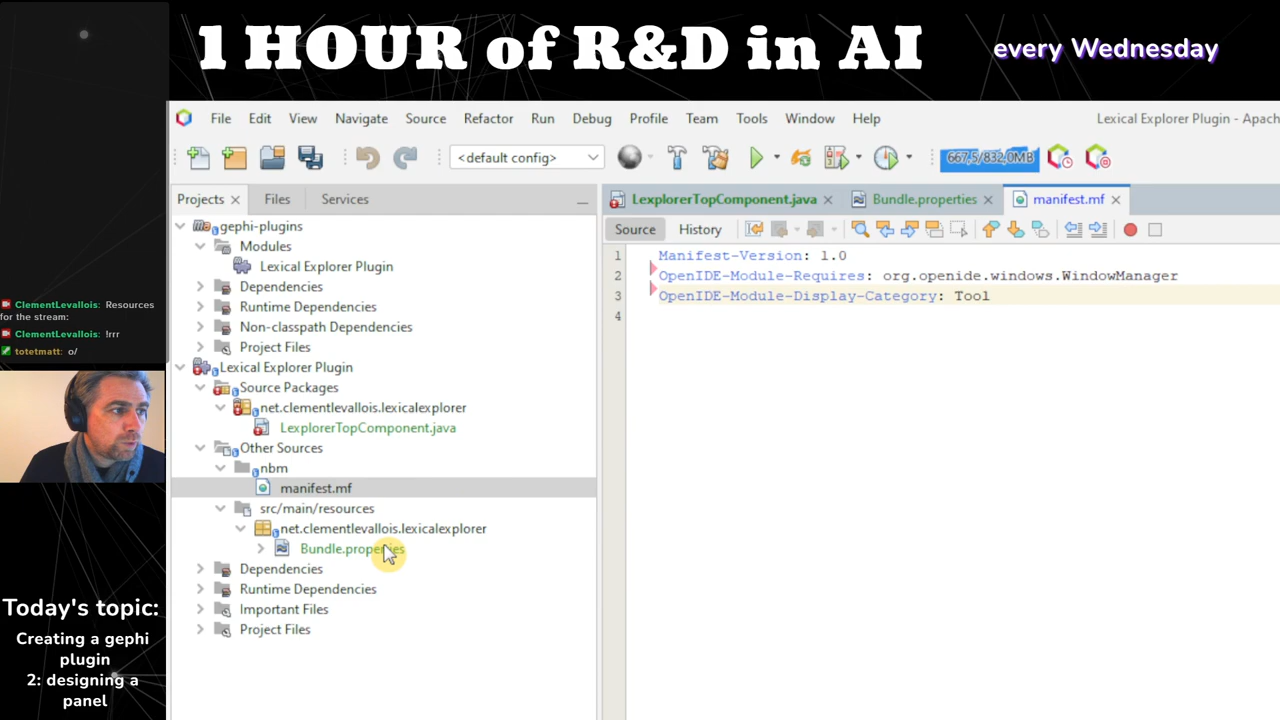 1 HOUR of R&D in AI
every Wednesday
File Edit View Navigate Source Refactor Run Debug Profile Team Tools Window Help
Lexical Explorer Plugin - Apach
<default config>
667,5/832,0MB
Projects Files Services
LexplorerTopComponent.java Bundle.properties manifest.mf
Source History
gephi-plugins
Modules
Lexical Explorer Plugin
Dependencies
Runtime Dependencies
Non-classpath Dependencies
Project Files
Lexical Explorer Plugin
Source Packages
net.clementlevallois.lexicalexplorer
LexplorerTopComponent.java
Other Sources
nbm
manifest.mf
src/main/resources
net.clementlevallois.lexicalexplorer
Bundle.properties
Dependencies
Runtime Dependencies
Important Files
Project Files
1 Manifest-Version: 1.0
2 OpenIDE-Module-Requires: org.openide.windows.WindowManager
3 OpenIDE-Module-Display-Category: Tool
4
ClementLevallois: Resources
for the stream:
ClementLevallois: !rrr
totetmatt: o/
Today's topic:
Creating a gephi
plugin
2: designing a
panel